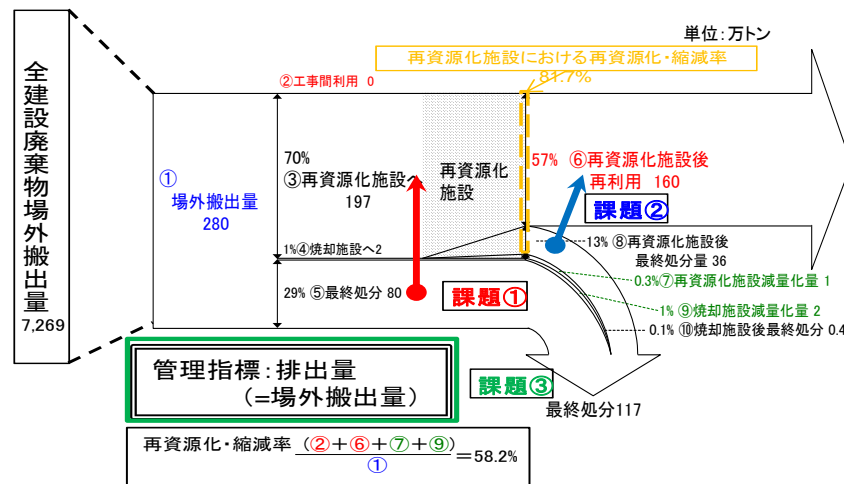 単位:万トン
再資源化施設における再資源化・縮減率
81.7%
②工事間利用 0
全建設廃棄物場外搬出量
7,269
①
場外搬出量
280
70%
③再資源化施設へ
197
再資源化
施設
57% ⑥再資源化施設後
再利用 160
課題②
1%④焼却施設へ2
13% ⑧再資源化施設後
最終処分量 36
29% ⑤最終処分 80
課題①
0.3%⑦再資源化施設減量化量 1
1% ⑨焼却施設減量化量 2
0.1% ⑩焼却施設後最終処分 0.4
管理指標:排出量
(=場外搬出量)
課題③
最終処分117
再資源化・縮減率 (②+⑥+⑦+⑨)
①
=58.2%